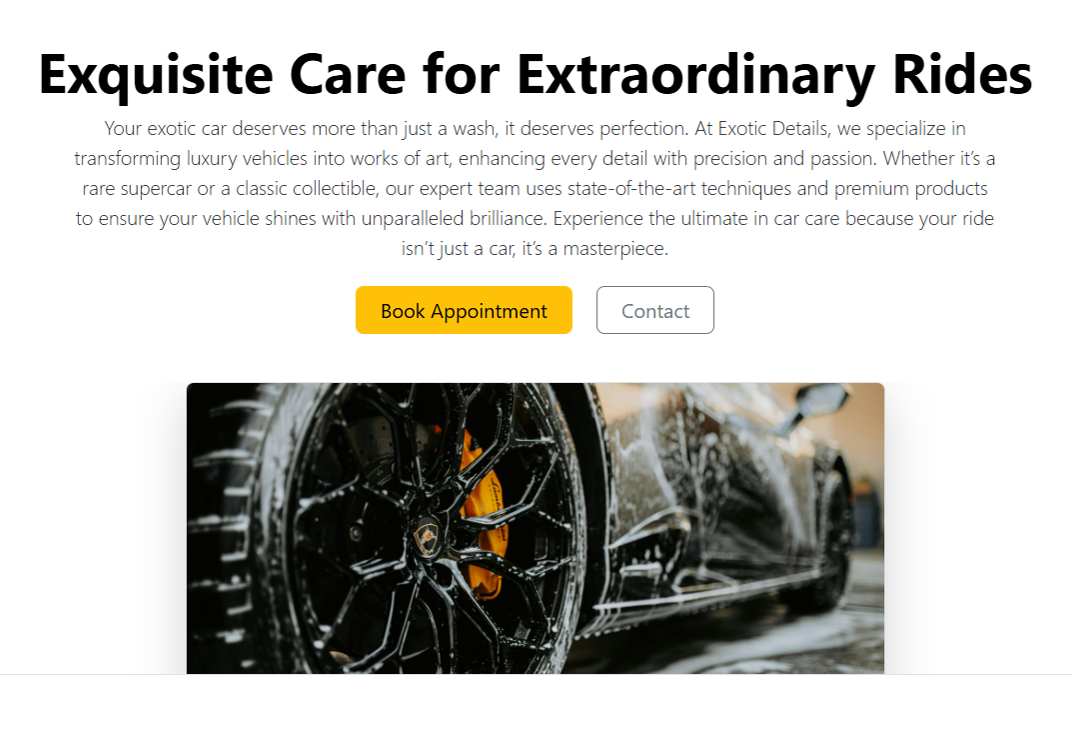 Exquisite Care for Extraordinary Rides
Your exotic car deserves more than just a wash, it deserves perfection. At Exotic Details, we specialize in
transforming luxury vehicles into works of art, enhancing every detail with precision and passion. Whether it’s a
rare supercar or a classic collectible, our expert team uses state-of-the-art techniques and premium products
to ensure your vehicle shines with unparalleled brilliance. Experience the ultimate in car care because your ride
isn’t just a car, it’s a masterpiece.
Book Appointment
Contact